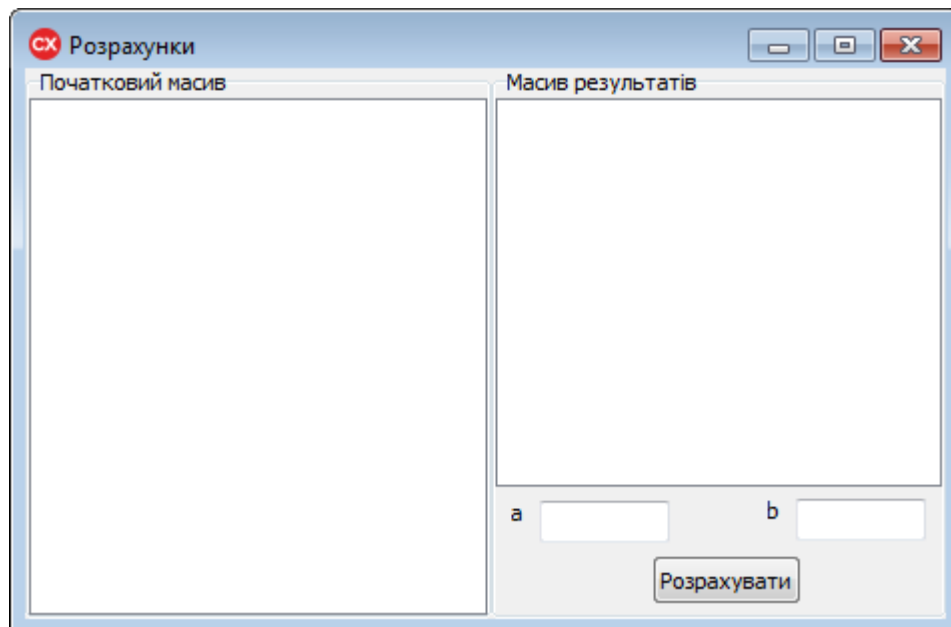 CX Розрахунки
Початковий масив
Масив результатів
a
b
Розрахувати